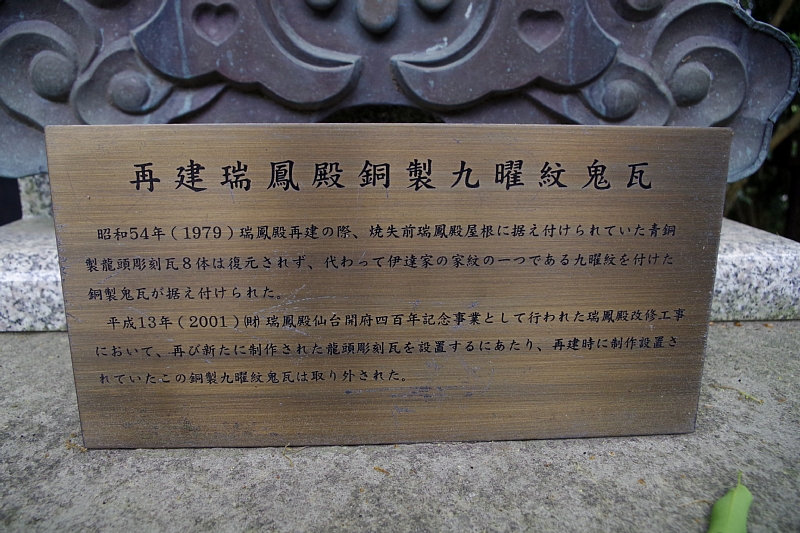 再建瑞鳳殿銅製九曜紋鬼瓦
昭和54年(1979)瑞鳳殿再建の際、焼失前瑞鳳殿屋根に据え付けられていた青銅
製龍頭彫刻瓦8体は復元されず、代わって伊達家の家紋の一つである九曜紋を付けた
銅製鬼瓦が据え付けられた。
平成13年(2001)㈶瑞鳳殿仙台開府四百年記念事業として行われた瑞鳳殿改修工事
において、再び新たに制作された龍頭彫刻瓦を設置するにあたり、再建時に制作設置さ
れていたこの銅製九曜紋鬼瓦は取り外された。